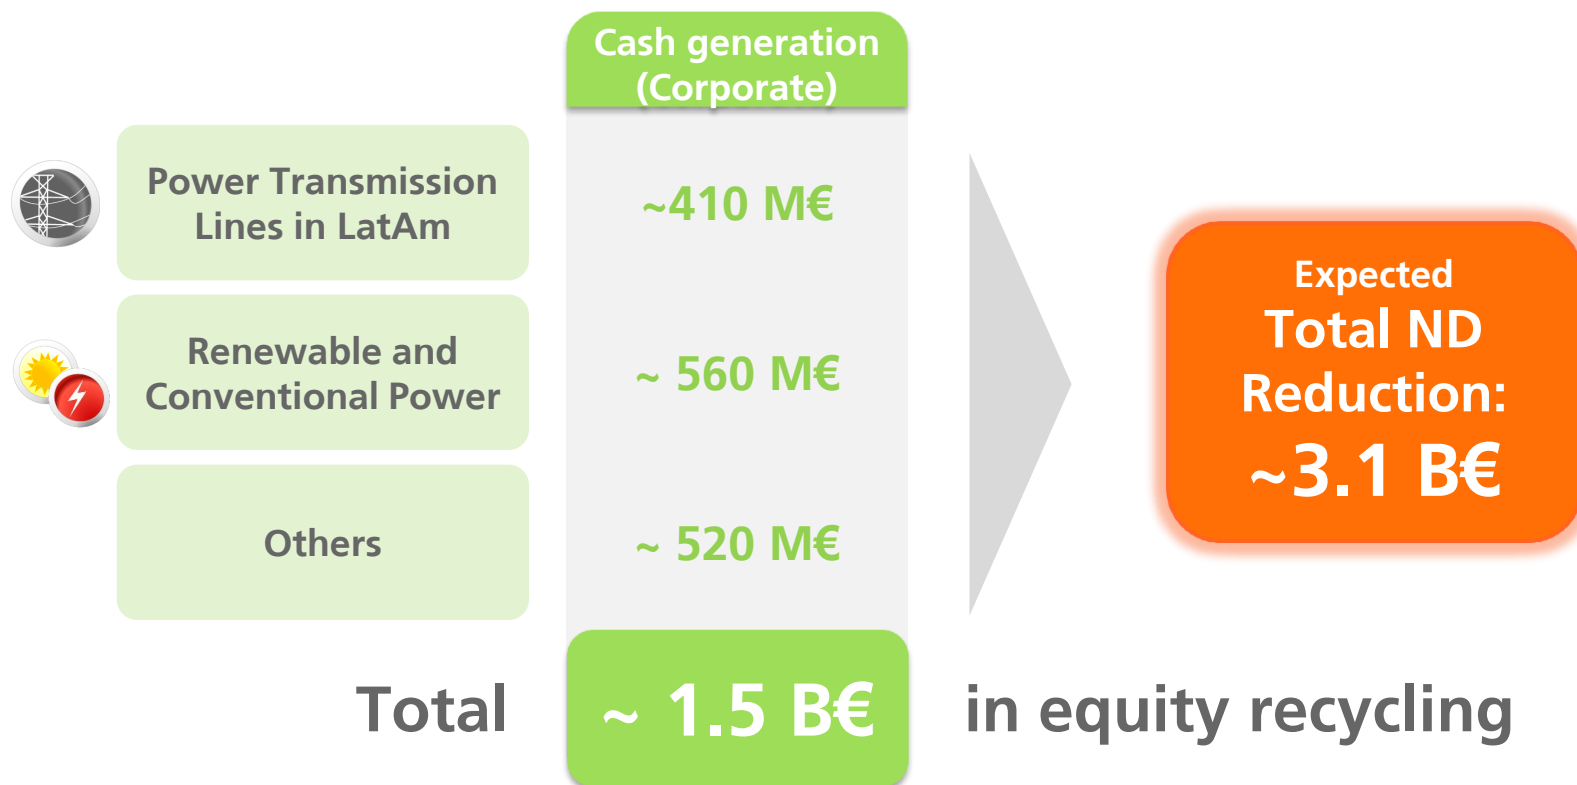 Cash generation
(Corporate)
Power Transmission
Lines in LatAm
~410 M€
Renewable and
Conventional Power
~ 560 M€
Others
~ 520 M€
Expected
Total ND
Reduction:
~3.1 B€
Total
~ 1.5 B€
in equity recycling